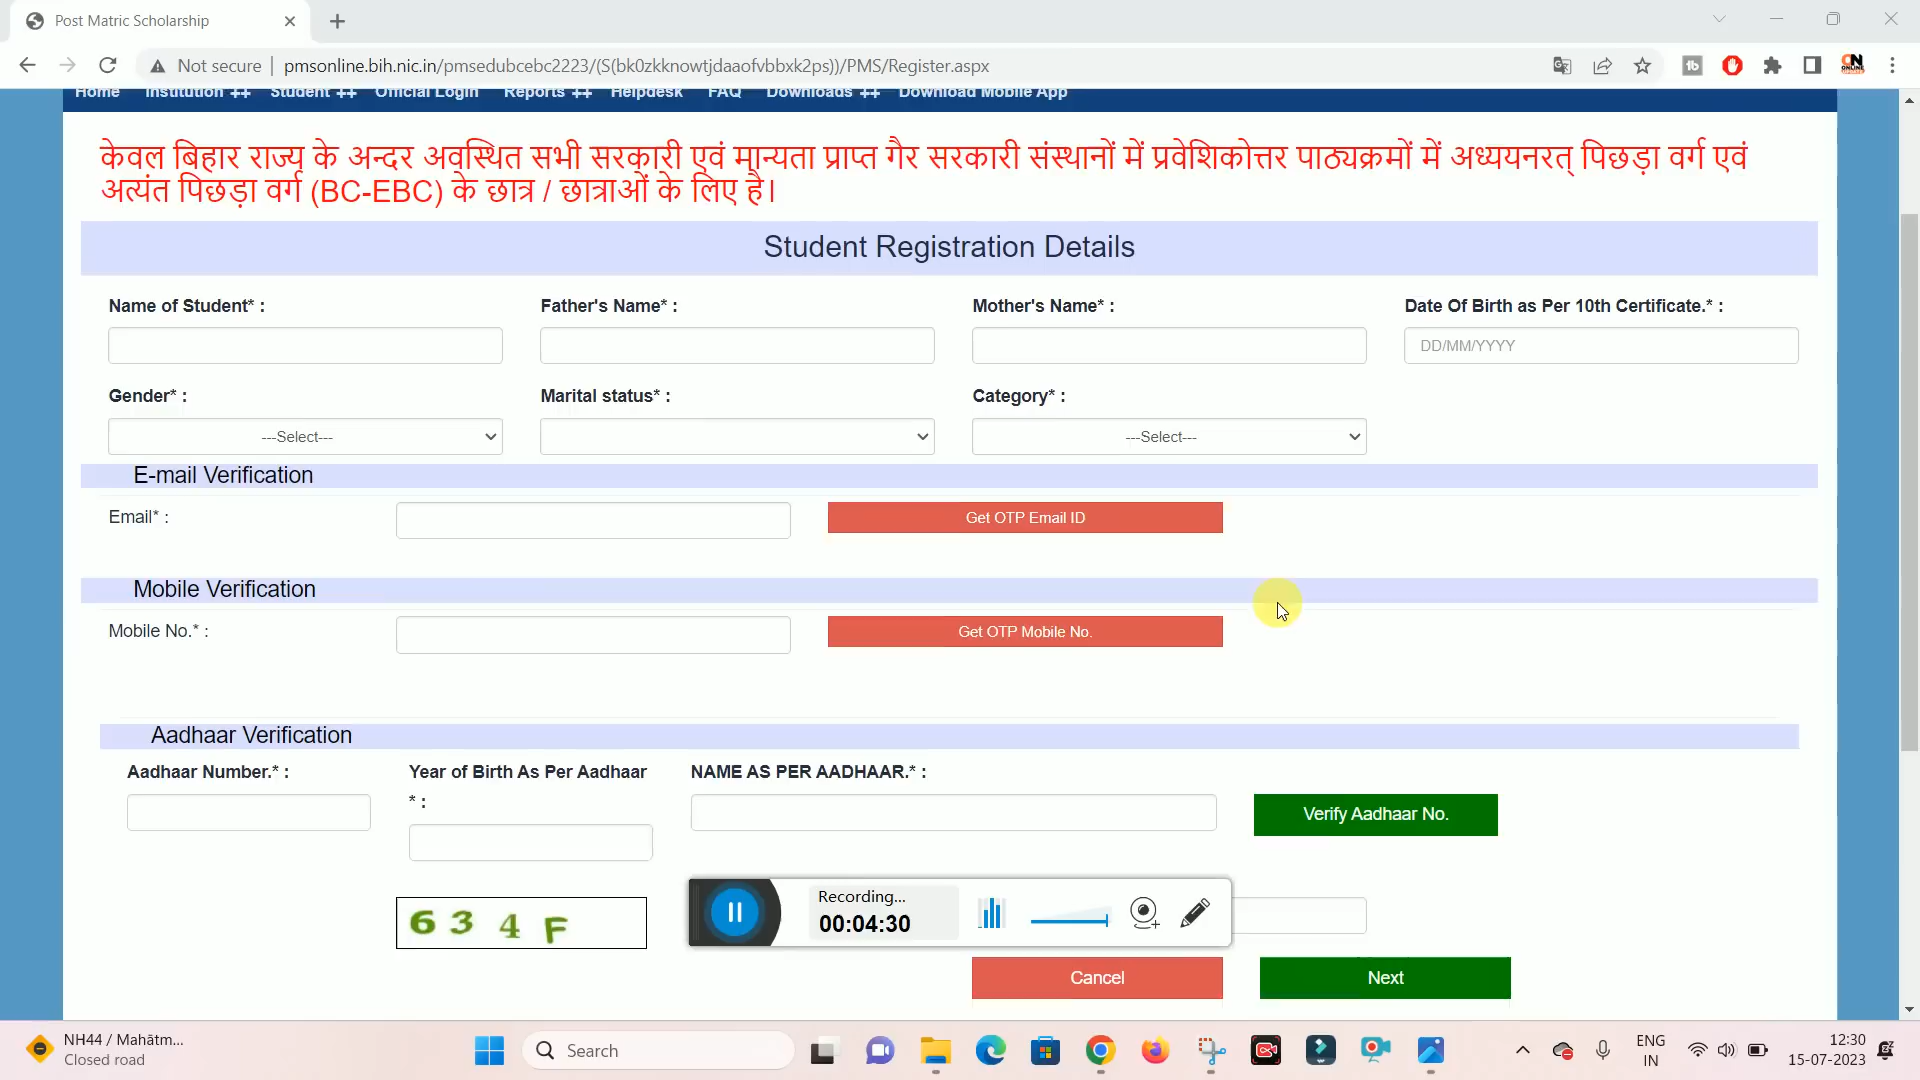 Post Matric Scholarship
Not secure
pmsonline.bih.nic.in/pmsedubcebc2223/(S(bk0zkknowtjdaaofvbbxk2ps))/PMS/Register.aspx
Home Institution ++ Student ++ Official Login Reports ++ Helpdesk FAQ Downloads ++ Download Mobile App
केवल बिहार राज्य के अन्दर अवस्थित सभी सरकारी एवं मान्यता प्राप्त गैर सरकारी संस्थानों में प्रवेशिकोत्तर पाठ्यक्रमों में अध्ययनरत् पिछड़ा वर्ग एवं
अत्यंत पिछड़ा वर्ग (BC-EBC) के छात्र / छात्राओं के लिए है।
Student Registration Details
Name of Student* : Father's Name* : Mother's Name* : Date Of Birth as Per 10th Certificate.* :
DD/MM/YYYY
Gender* : Marital status* : Category* :
---Select--- ---Select---
E-mail Verification
Email* : Get OTP Email ID
Mobile Verification
Mobile No.* : Get OTP Mobile No.
Aadhaar Verification
Aadhaar Number.* : Year of Birth As Per Aadhaar NAME AS PER AADHAAR.* :
* :
Verify Aadhaar No.
Recording...
00:04:30
6 3 4 F
Cancel Next
NH44 / Mahātm...
Closed road
Search
ENG
IN
12:30
15-07-2023